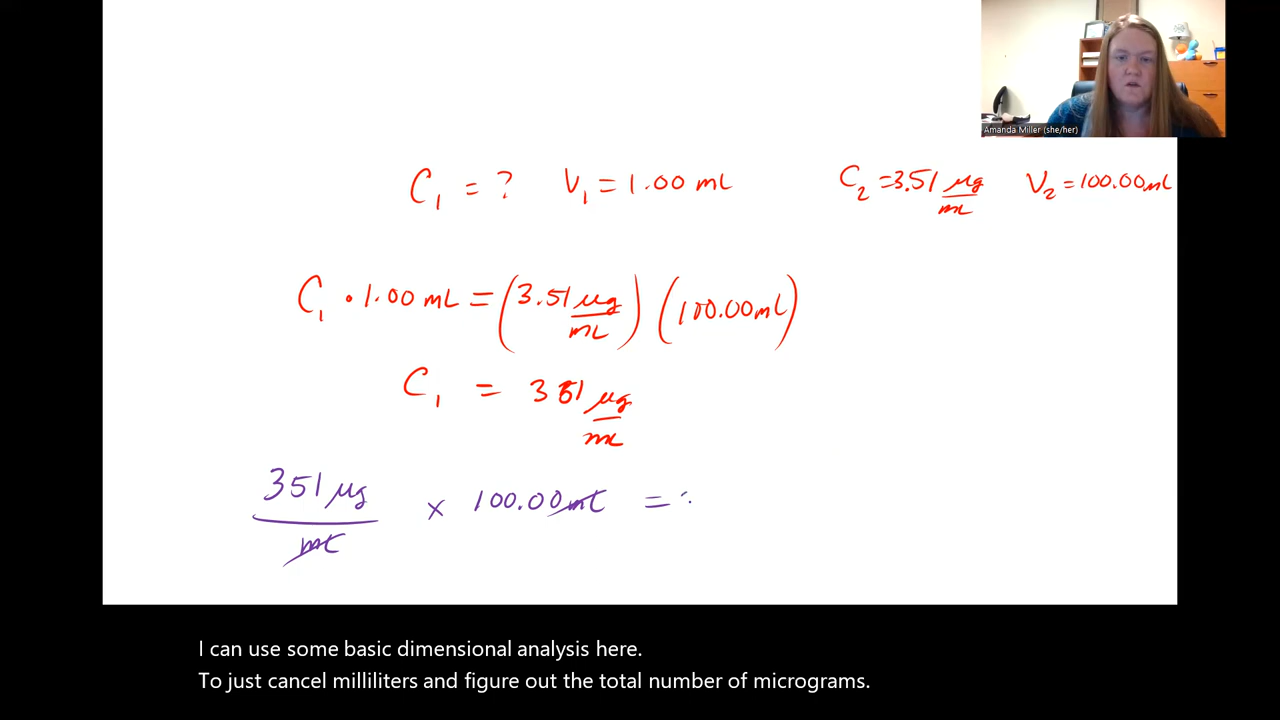 Amanda Miller (she/her)
C₁ = ? V₁ = 1.00 mL C₂ = 3.51 μg/mL V₂ = 100.00 mL
C₁ · 1.00 mL = (3.51 μg/mL) (100.00 mL)
C₁ = 351 μg/mL
351 μg/mL × 100.00 mL =
I can use some basic dimensional analysis here.
To just cancel milliliters and figure out the total number of micrograms.